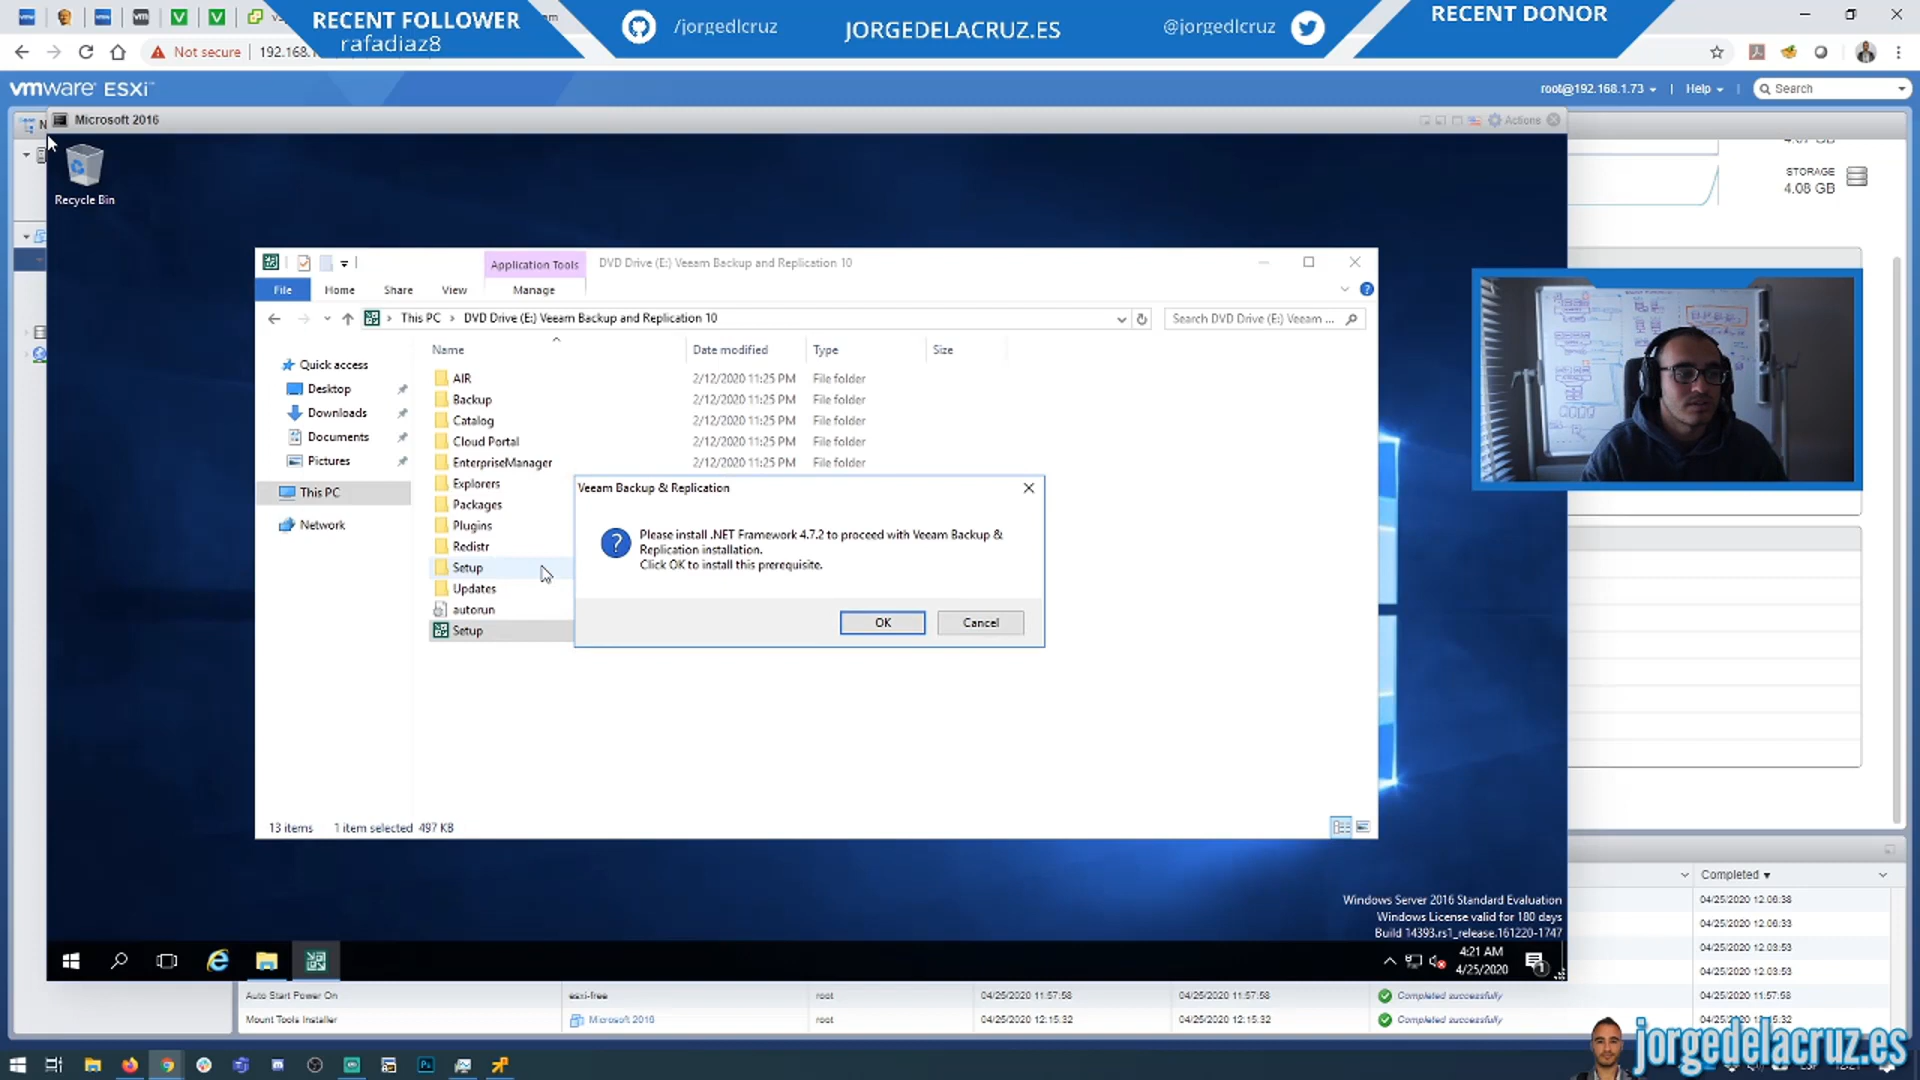 RECENT FOLLOWER
rafadiaz8
/jorgedlcruz
JORGEDELACRUZ.ES
@jorgedlcruz
RECENT DONOR
Not secure
192.168.1
vmware ESXi
root@192.168.1.73
Help
Search
Microsoft 2016
Actions
STORAGE
4.08 GB
Recycle Bin
Application Tools
DVD Drive (E:) Veeam Backup and Replication 10
File
Home
Share
View
Manage
This PC
DVD Drive (E:) Veeam Backup and Replication 10
Search DVD Drive (E:) Veeam ...
Name
Date modified
Type
Size
Quick access
Desktop
Downloads
Documents
Pictures
This PC
Network
AIR 2/12/2020 11:25 PM File folder
Backup 2/12/2020 11:25 PM File folder
Catalog 2/12/2020 11:25 PM File folder
Cloud Portal 2/12/2020 11:25 PM File folder
EnterpriseManager 2/12/2020 11:25 PM File folder
Explorers
Packages
Plugins
Redistr
Setup
Updates
autorun
Setup
Veeam Backup & Replication
Please install .NET Framework 4.7.2 to proceed with Veeam Backup &
Replication installation.
Click OK to install this prerequisite.
OK
Cancel
13 items
1 item selected 497 KB
Windows Server 2016 Standard Evaluation
Windows License valid for 180 days
Build 14393.rs1_release.161220-1747
4:21 AM
4/25/2020
Completed
04/25/2020 12:06:38
04/25/2020 12:06:33
04/25/2020 12:03:53
04/25/2020 12:03:53
Auto Start Power On esxi-free root 04/25/2020 11:57:58 04/25/2020 11:57:58 Completed successfully 04/25/2020 11:57:58
Mount Tools Installer Microsoft 2016 root 04/25/2020 12:15:32 04/25/2020 12:15:32 Completed successfully
jorgedelacruz.es